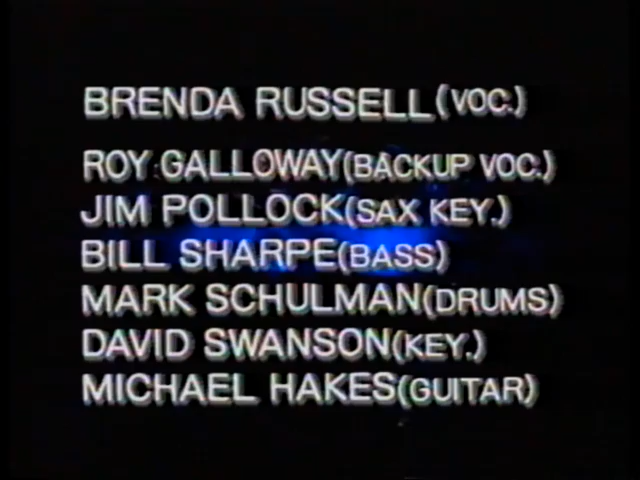 BRENDA RUSSELL(VOC.)
ROY GALLOWAY(BACKUP VOC.)
JIM POLLOCK(SAX KEY.)
BILL SHARPE(BASS)
MARK SCHULMAN(DRUMS)
DAVID SWANSON(KEY.)
MICHAEL HAKES(GUITAR)